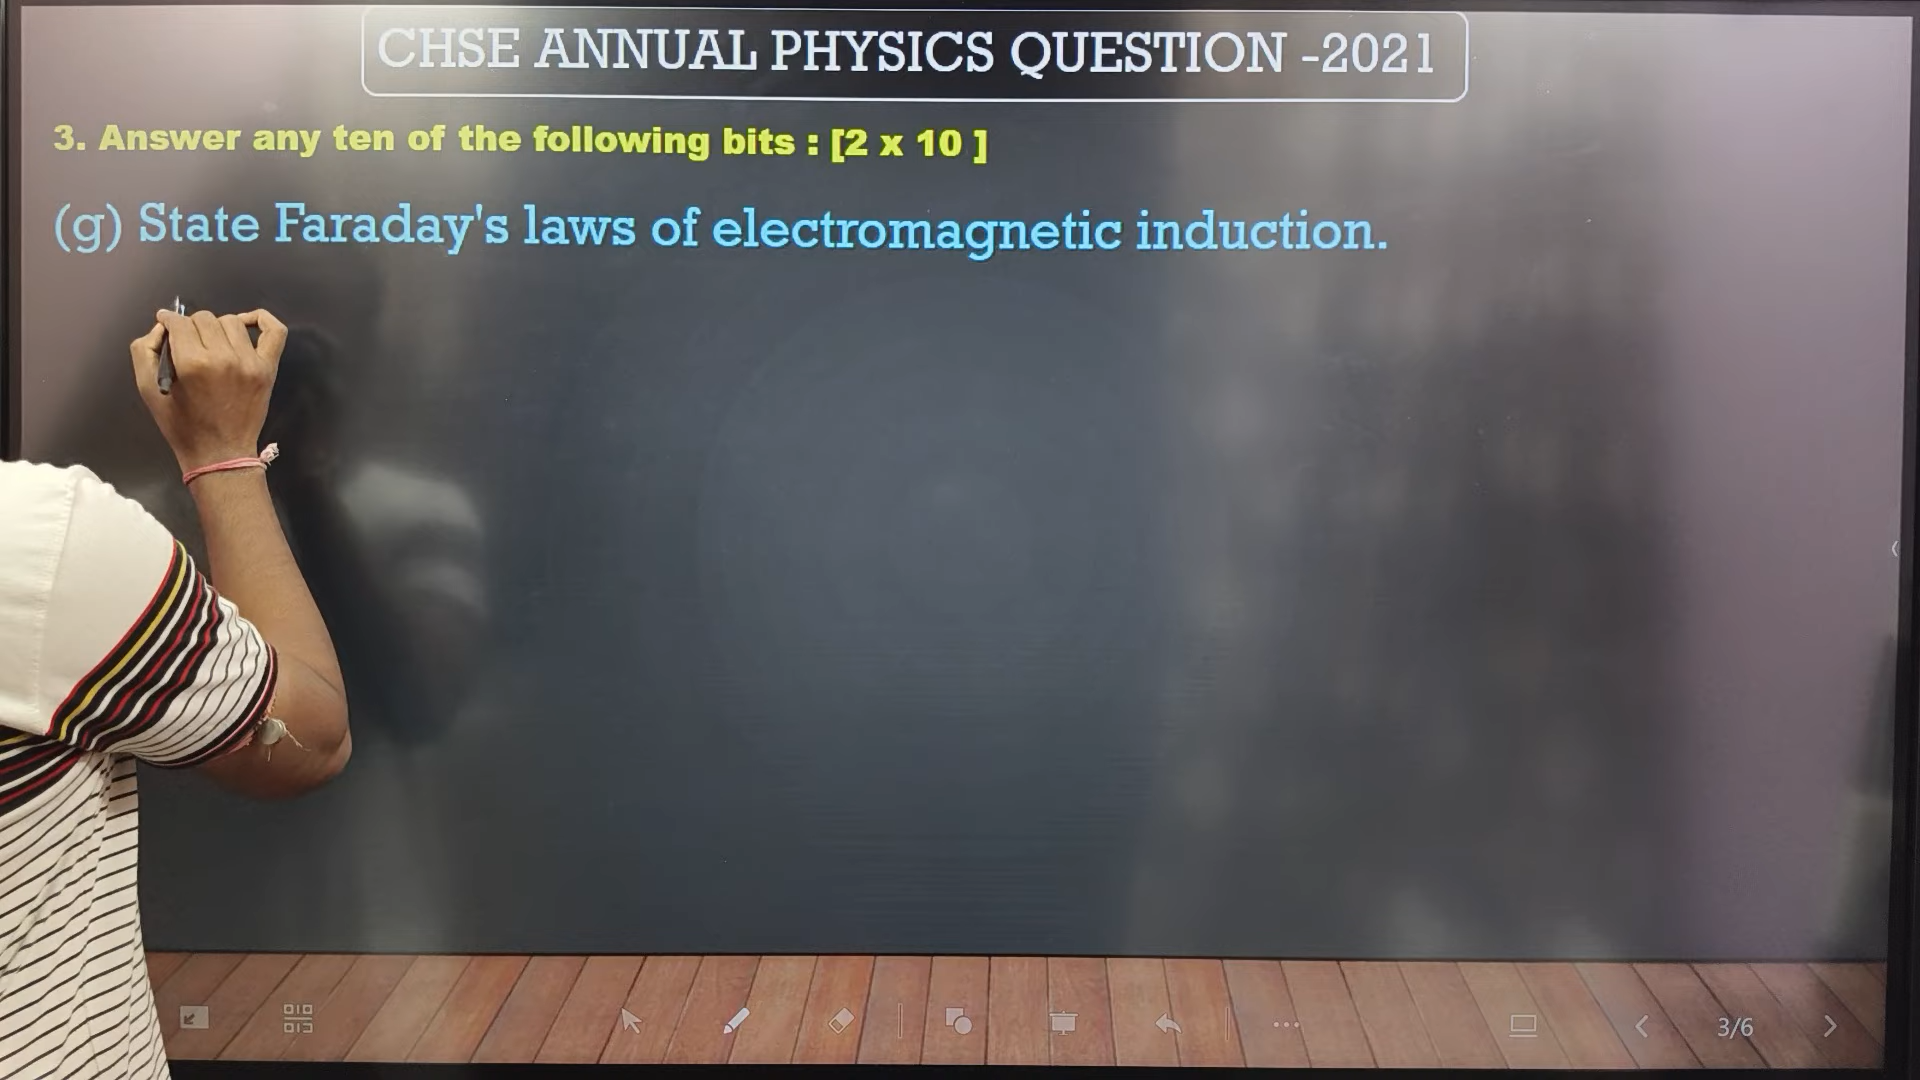 CHSE ANNUAL PHYSICS QUESTION -2021
3. Answer any ten of the following bits : [2 x 10 ]
(g) State Faraday's laws of electromagnetic induction.
3/6